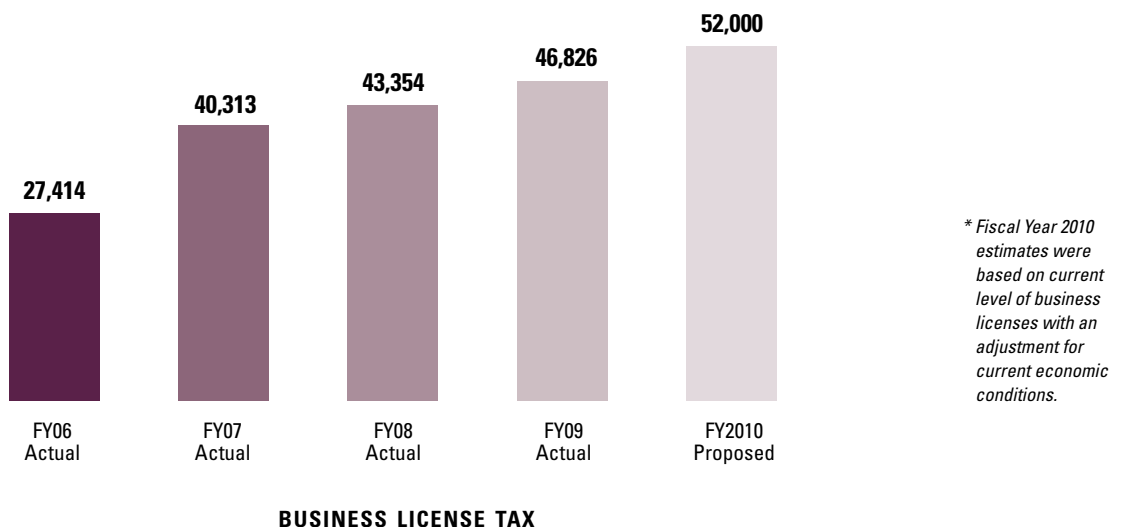 52,000
46,826
43,354
40,313
27,414
* Fiscal Year 2010
estimates were
based on current
level of business
licenses with an
adjustment for
current economic
conditions.
FY06
Actual
FY07
Actual
FY08
Actual
FY09
Actual
FY2010
Proposed
BUSINESS LICENSE TAX